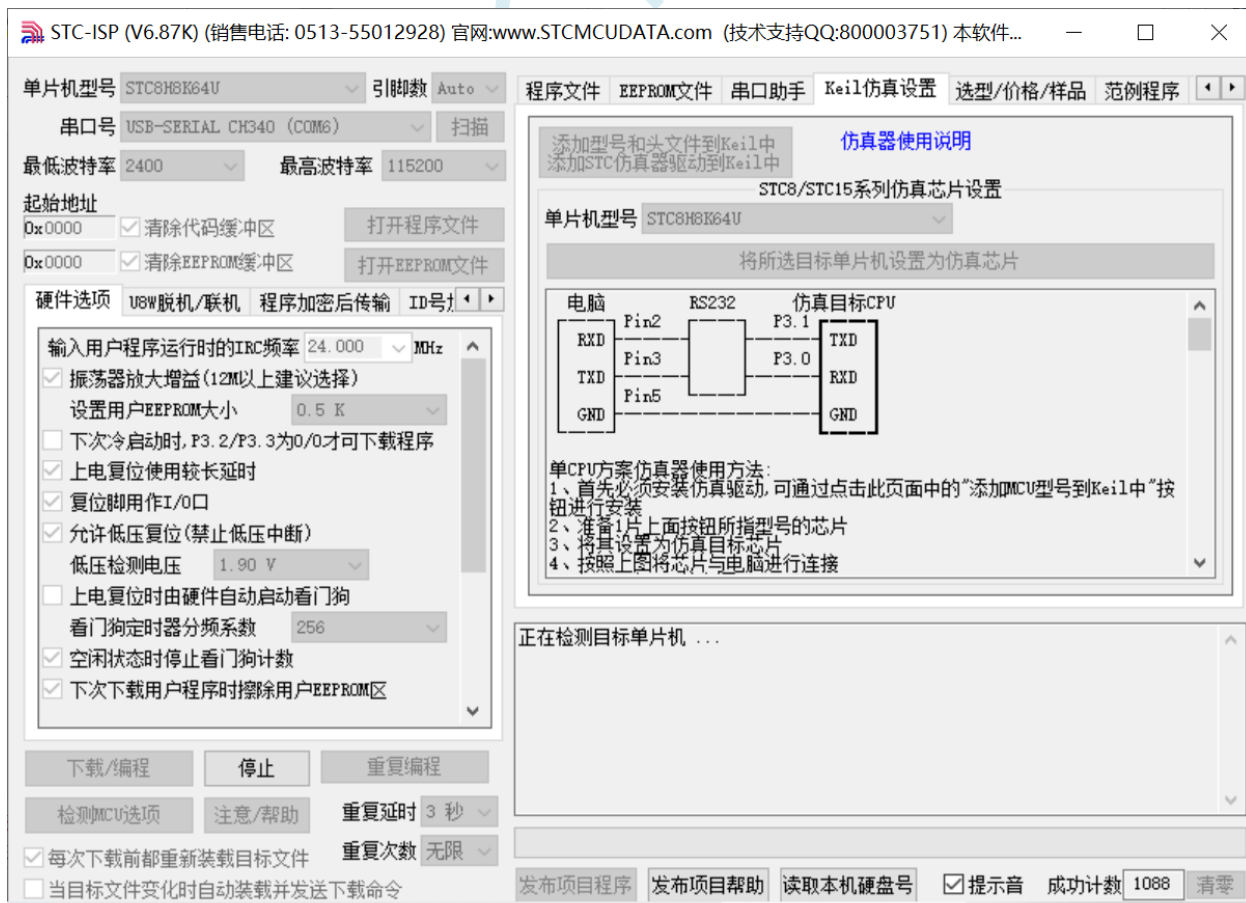 STC-ISP (V6.87K) (销售电话: 0513-55012928) 官网:www.STCMCUDATA.com (技术支持QQ:800003751) 本软件...
单片机型号 STC8H8K64U 引脚数 Auto
串口号 USB-SERIAL CH340 (COM6) 扫描
最低波特率 2400 最高波特率 115200
起始地址
0x0000 清除代码缓冲区 打开程序文件
0x0000 清除EEPROM缓冲区 打开EEPROM文件
硬件选项 U8W脱机/联机 程序加密后传输 ID号
输入用户程序运行时的IRC频率 24.000 MHz
振荡器放大增益(12M以上建议选择)
设置用户EEPROM大小 0.5 K
下次冷启动时,P3.2/P3.3为0/0才可下载程序
上电复位使用较长延时
复位脚用作I/O口
允许低压复位(禁止低压中断)
低压检测电压 1.90 V
上电复位时由硬件自动启动看门狗
看门狗定时器分频系数 256
空闲状态时停止看门狗计数
下次下载用户程序时擦除用户EEPROM区
下载/编程 停止 重复编程
检测MCU选项 注意/帮助 重复延时 3 秒
每次下载前都重新装载目标文件 重复次数 无限
当目标文件变化时自动装载并发送下载命令
程序文件 EEPROM文件 串口助手 Keil仿真设置 选型/价格/样品 范例程序
添加型号和头文件到Keil中
添加STC仿真器驱动到Keil中
仿真器使用说明
STC8/STC15系列仿真芯片设置
单片机型号 STC8H8K64U
将所选目标单片机设置为仿真芯片
电脑 RS232 仿真目标CPU
Pin2 P3.1
RXD TXD
Pin3 P3.0
TXD RXD
Pin5
GND GND
单CPU方案仿真器使用方法:
1、首先必须安装仿真驱动,可通过点击此页面中的"添加MCU型号到Keil中"按
钮进行安装
2、准备1片上面按钮所指型号的芯片
3、将其设置为仿真目标芯片
4、按照上图将芯片与电脑进行连接
正在检测目标单片机 ...
发布项目程序 发布项目帮助 读取本机硬盘号 提示音 成功计数 1088 清零